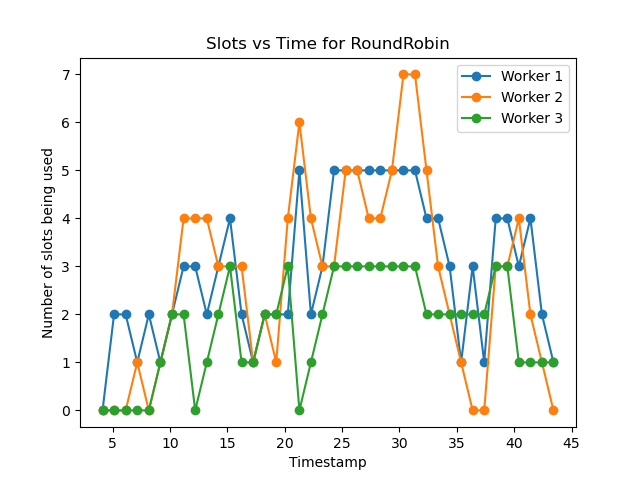 Slots vs Time for RoundRobin
Worker 1
Worker 2
Worker 3
Number of slots being used
7
6
5
4
3
2
1
0
5 10 15 20 25 30 35 40 45
Timestamp